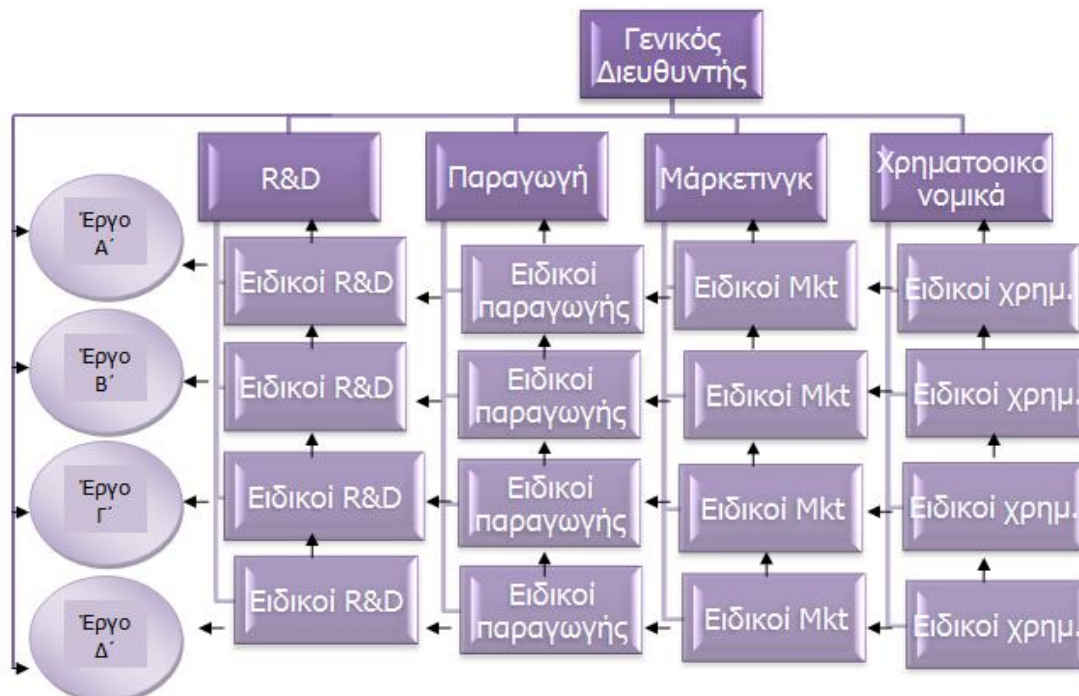 Γενικός
Διευθυντής
R&D
Παραγωγή
Μάρκετινγκ
Χρηματοοικο
νομικά
Έργο
Α΄
Ειδικοί R&D
Ειδικοί
παραγωγής
Ειδικοί Mkt
Ειδικοί χρημ.
Έργο
Β΄
Ειδικοί R&D
Ειδικοί
παραγωγής
Ειδικοί Mkt
Ειδικοί χρημ.
Έργο
Γ΄
Ειδικοί R&D
Ειδικοί
παραγωγής
Ειδικοί Mkt
Ειδικοί χρημ.
Έργο
Δ΄
Ειδικοί R&D
Ειδικοί
παραγωγής
Ειδικοί Mkt
Ειδικοί χρημ.